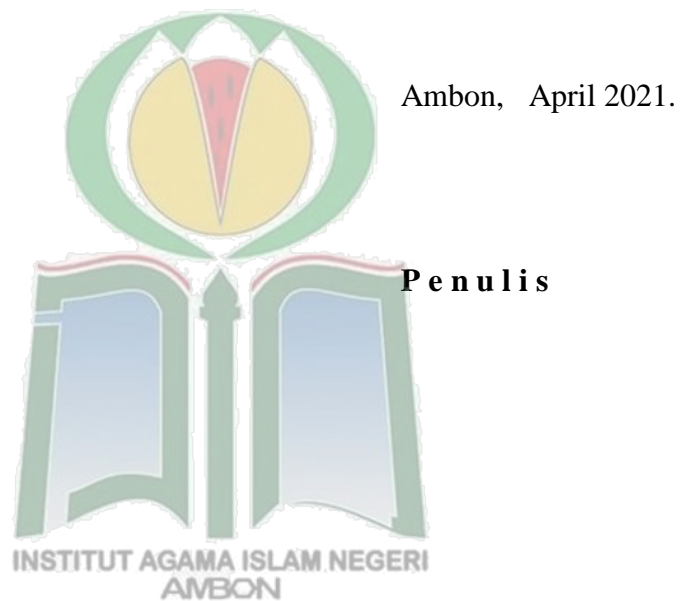 Ambon, April 2021.
P e n u l i s
INSTITUT AGAMA ISLAM NEGERI
AMBON